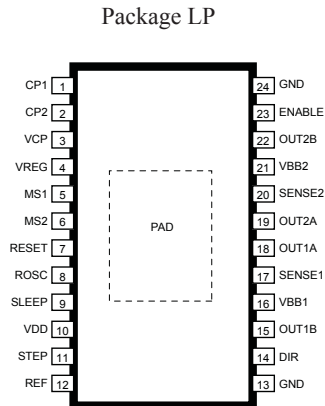 Package LP
CP1 1
CP2 2
VCP 3
VREG 4
MS1 5
MS2 6
RESET 7
ROSC 8
SLEEP 9
VDD 10
STEP 11
REF 12
PAD
24 GND
23 ENABLE
22 OUT2B
21 VBB2
20 SENSE2
19 OUT2A
18 OUT1A
17 SENSE1
16 VBB1
15 OUT1B
14 DIR
13 GND